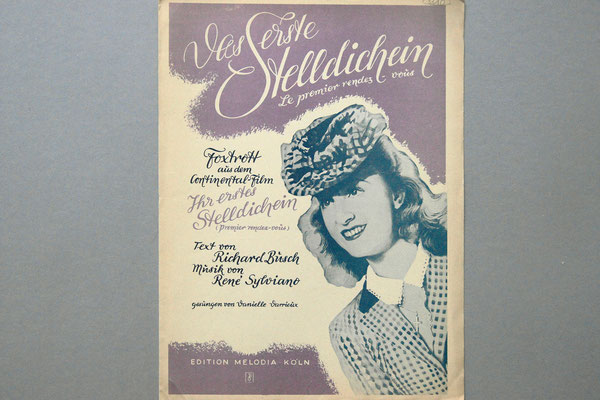 Das erste
Stelldichein
Le premier rendez-vous
Foxtrott
aus dem
Continental-Film
Ihr erstes
Stelldichein
(premier rendez-vous)
Text von
Richard Busch
Musik von
René Sylviano
gesungen von Danielle Darrieux
EDITION MELODIA KÖLN